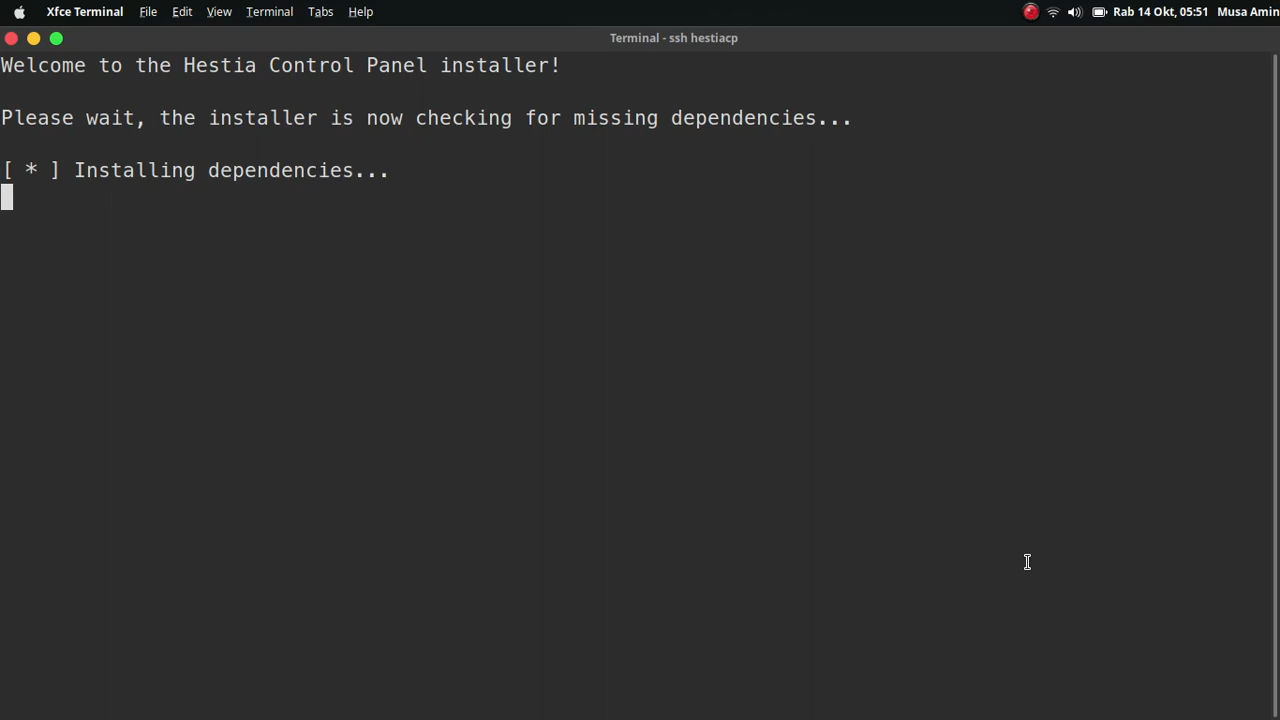 Xfce Terminal File Edit View Terminal Tabs Help Rab 14 Okt, 05:51 Musa Amin
Terminal - ssh hestiacp
Welcome to the Hestia Control Panel installer!
Please wait, the installer is now checking for missing dependencies...
[ * ] Installing dependencies...